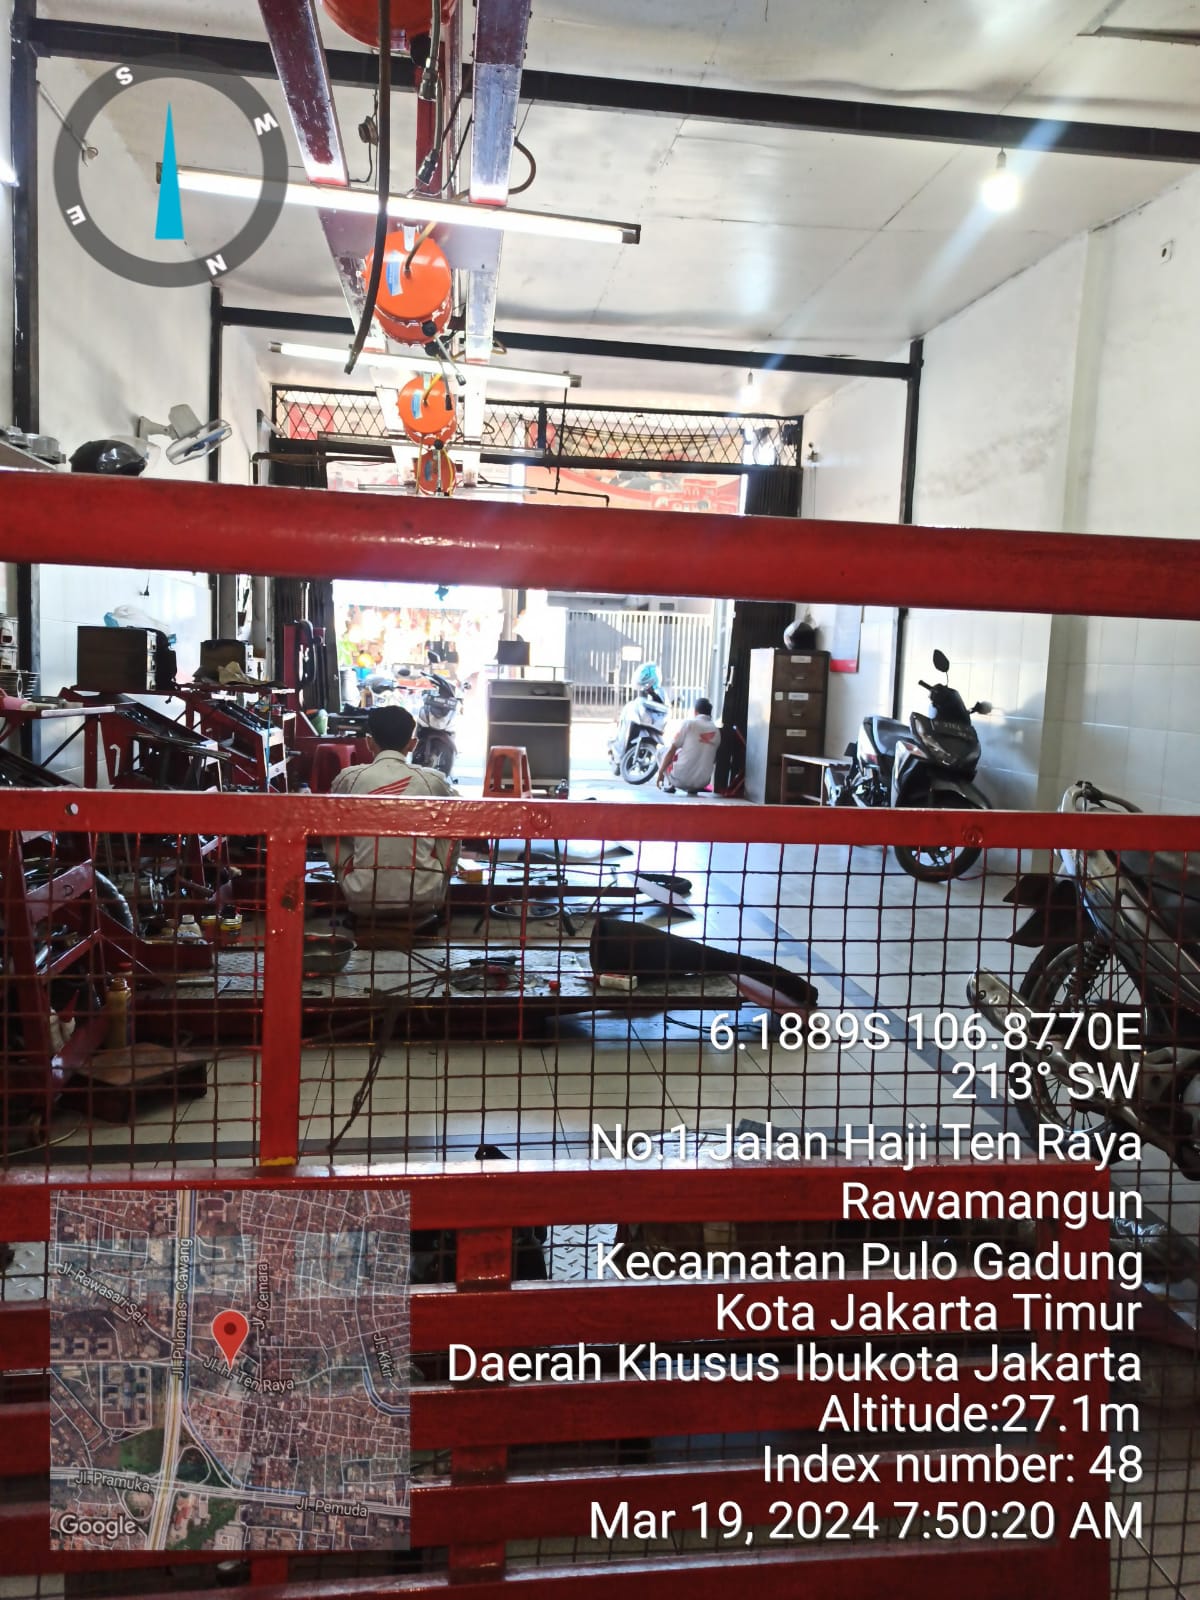 S
W
E
N
6.1889S 106.8770E
213° SW
No.1 Jalan Haji Ten Raya
Rawamangun
Kecamatan Pulo Gadung
Kota Jakarta Timur
Daerah Khusus Ibukota Jakarta
Altitude:27.1m
Index number: 48
Mar 19, 2024 7:50:20 AM
Jl. Rawasari Sel.
Jl. Pulomas - Cawang
Jl. Cemara
Jl. Kikir
Jl. H. Ten Raya
Jl. Pramuka
Jl. Pemuda
Google